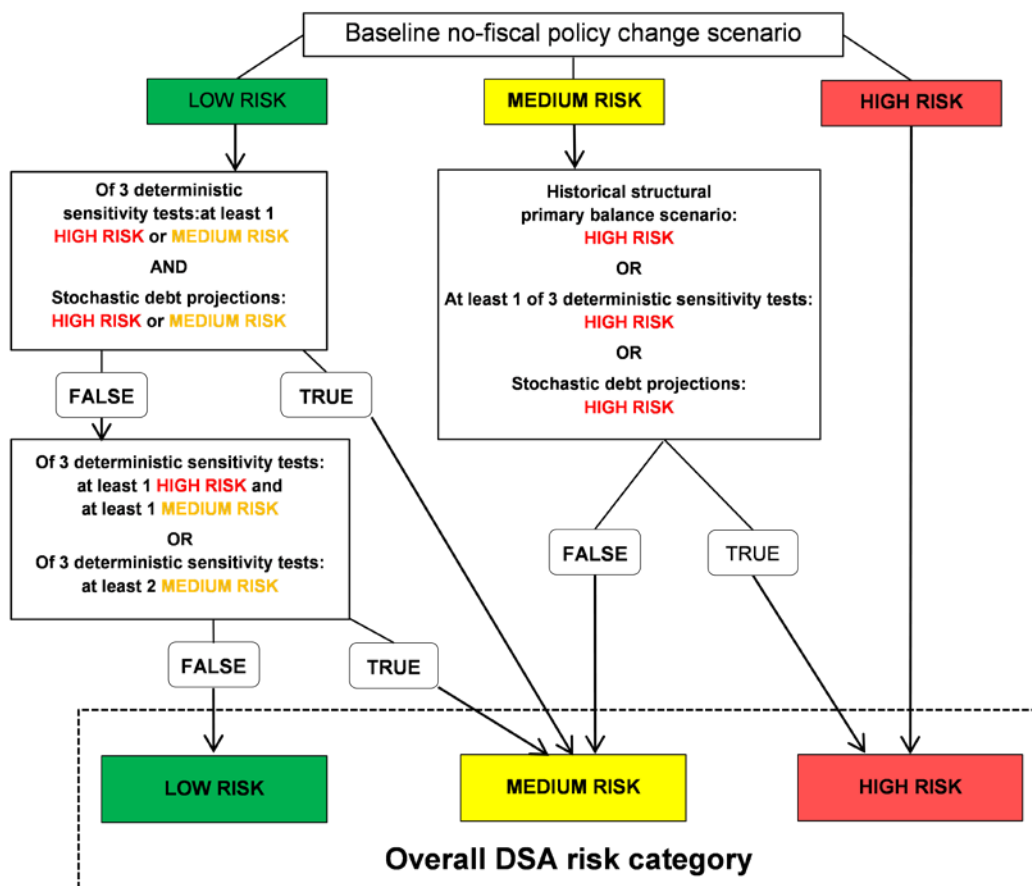 Baseline no-fiscal policy change scenario
LOW RISK
MEDIUM RISK
HIGH RISK
Of 3 deterministic
sensitivity tests:at least 1
HIGH RISK or MEDIUM RISK
AND
Stochastic debt projections:
HIGH RISK or MEDIUM RISK
Historical structural
primary balance scenario:
HIGH RISK
OR
At least 1 of 3 deterministic sensitivity tests:
HIGH RISK
OR
Stochastic debt projections:
HIGH RISK
FALSE
TRUE
Of 3 deterministic sensitivity tests:
at least 1 HIGH RISK and
at least 1 MEDIUM RISK
OR
Of 3 deterministic sensitivity tests:
at least 2 MEDIUM RISK
FALSE
TRUE
FALSE
TRUE
LOW RISK
MEDIUM RISK
HIGH RISK
Overall DSA risk category